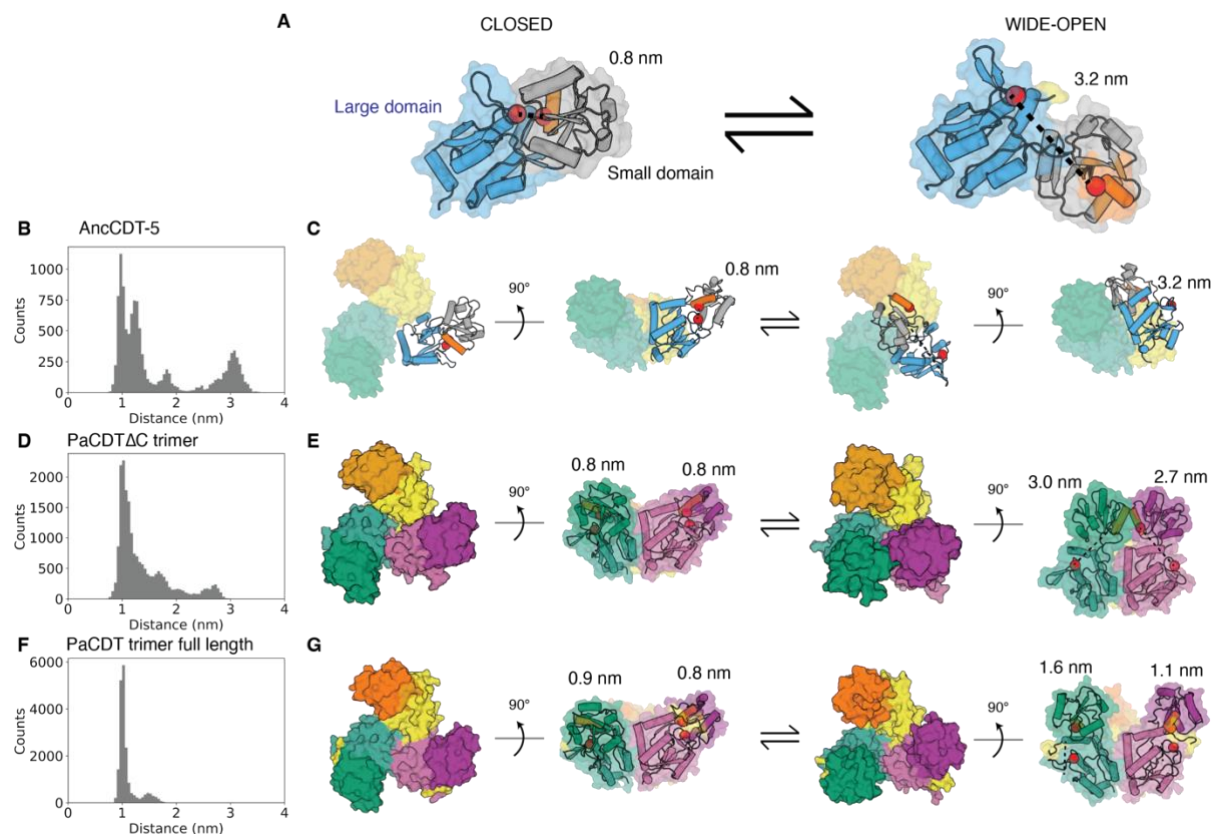 A
CLOSED
WIDE-OPEN
0.8 nm
3.2 nm
Large domain
Small domain
B
AncCDT-5
Counts
1000
750
500
250
0
0 1 2 3 4
Distance (nm)
C
90°
0.8 nm
90°
3.2 nm
D
PaCDTΔC trimer
Counts
2000
1500
1000
500
0
0 1 2 3 4
Distance (nm)
E
90°
0.8 nm
0.8 nm
90°
3.0 nm
2.7 nm
F
PaCDT trimer full length
Counts
6000
4000
2000
0
0 1 2 3 4
Distance (nm)
G
90°
0.9 nm
0.8 nm
90°
1.6 nm
1.1 nm